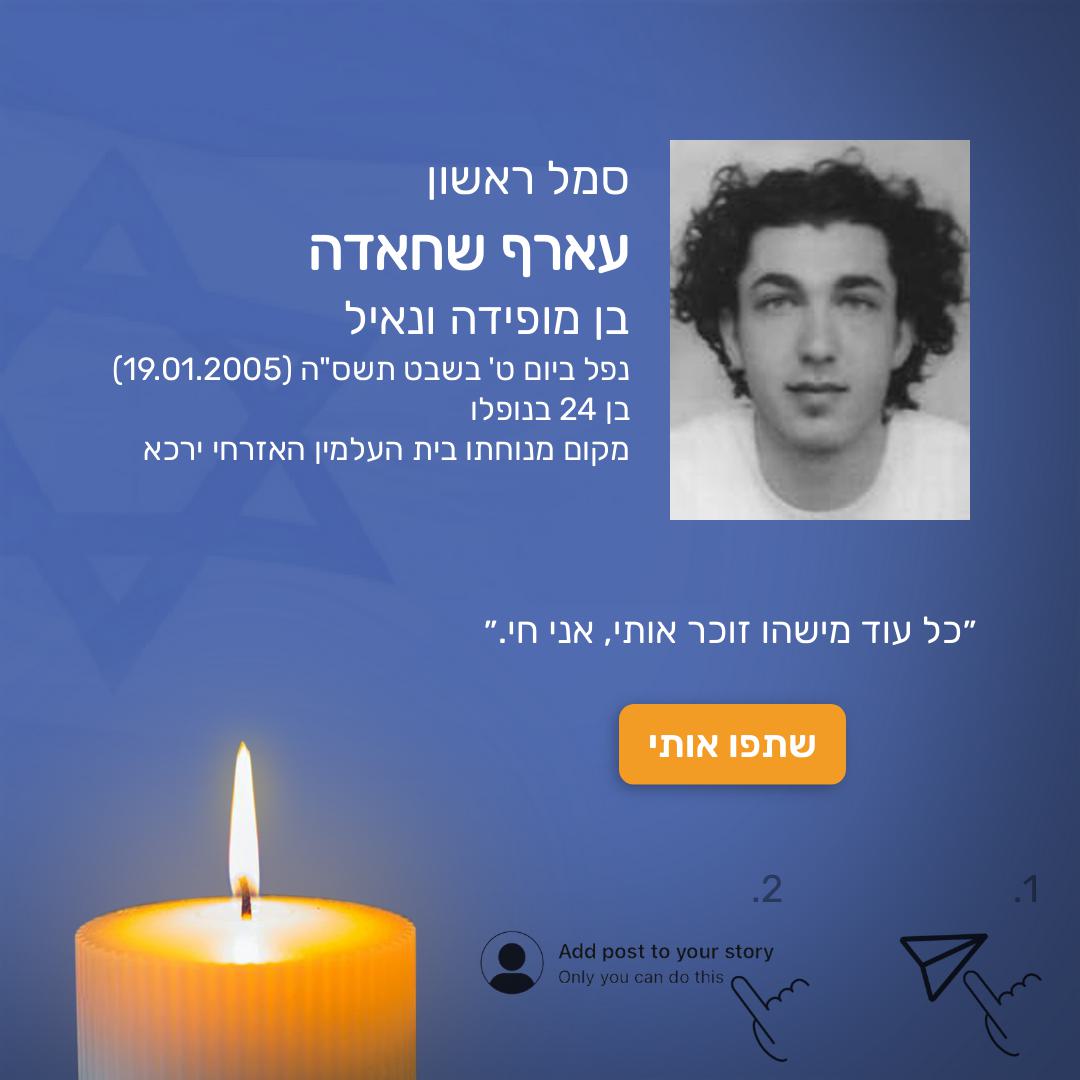 סמל ראשון
עארף שחאדה
בן מופידה ונאיל
נפל ביום ט' בשבט תשס"ה (19.01.2005)
בן 24 בנופלו
מקום מנוחתו בית העלמין האזרחי ירכא
״כל עוד מישהו זוכר אותי, אני חי.״
שתפו אותי
1.
2.
Add post to your story
Only you can do this